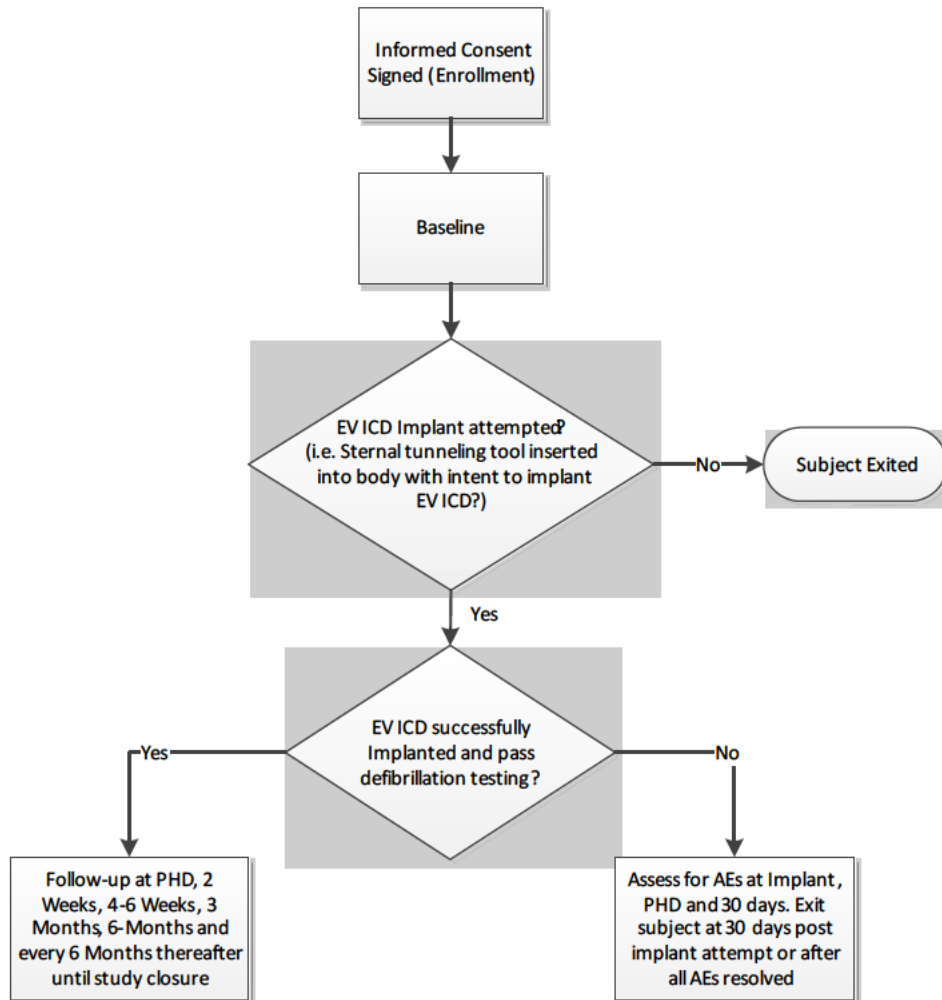 Informed Consent
Signed (Enrollment)
Baseline
EV ICD Implant attempted?
(i.e. Sternal tunneling tool inserted
into body with intent to implant
EV ICD?)
No
Subject Exited
Yes
EV ICD successfully
Implanted and pass
defibrillation testing?
Yes
No
Follow-up at PHD, 2
Weeks, 4-6 Weeks, 3
Months, 6-Months and
every 6 Months thereafter
until study closure
Assess for AEs at Implant,
PHD and 30 days. Exit
subject at 30 days post
implant attempt or after
all AEs resolved